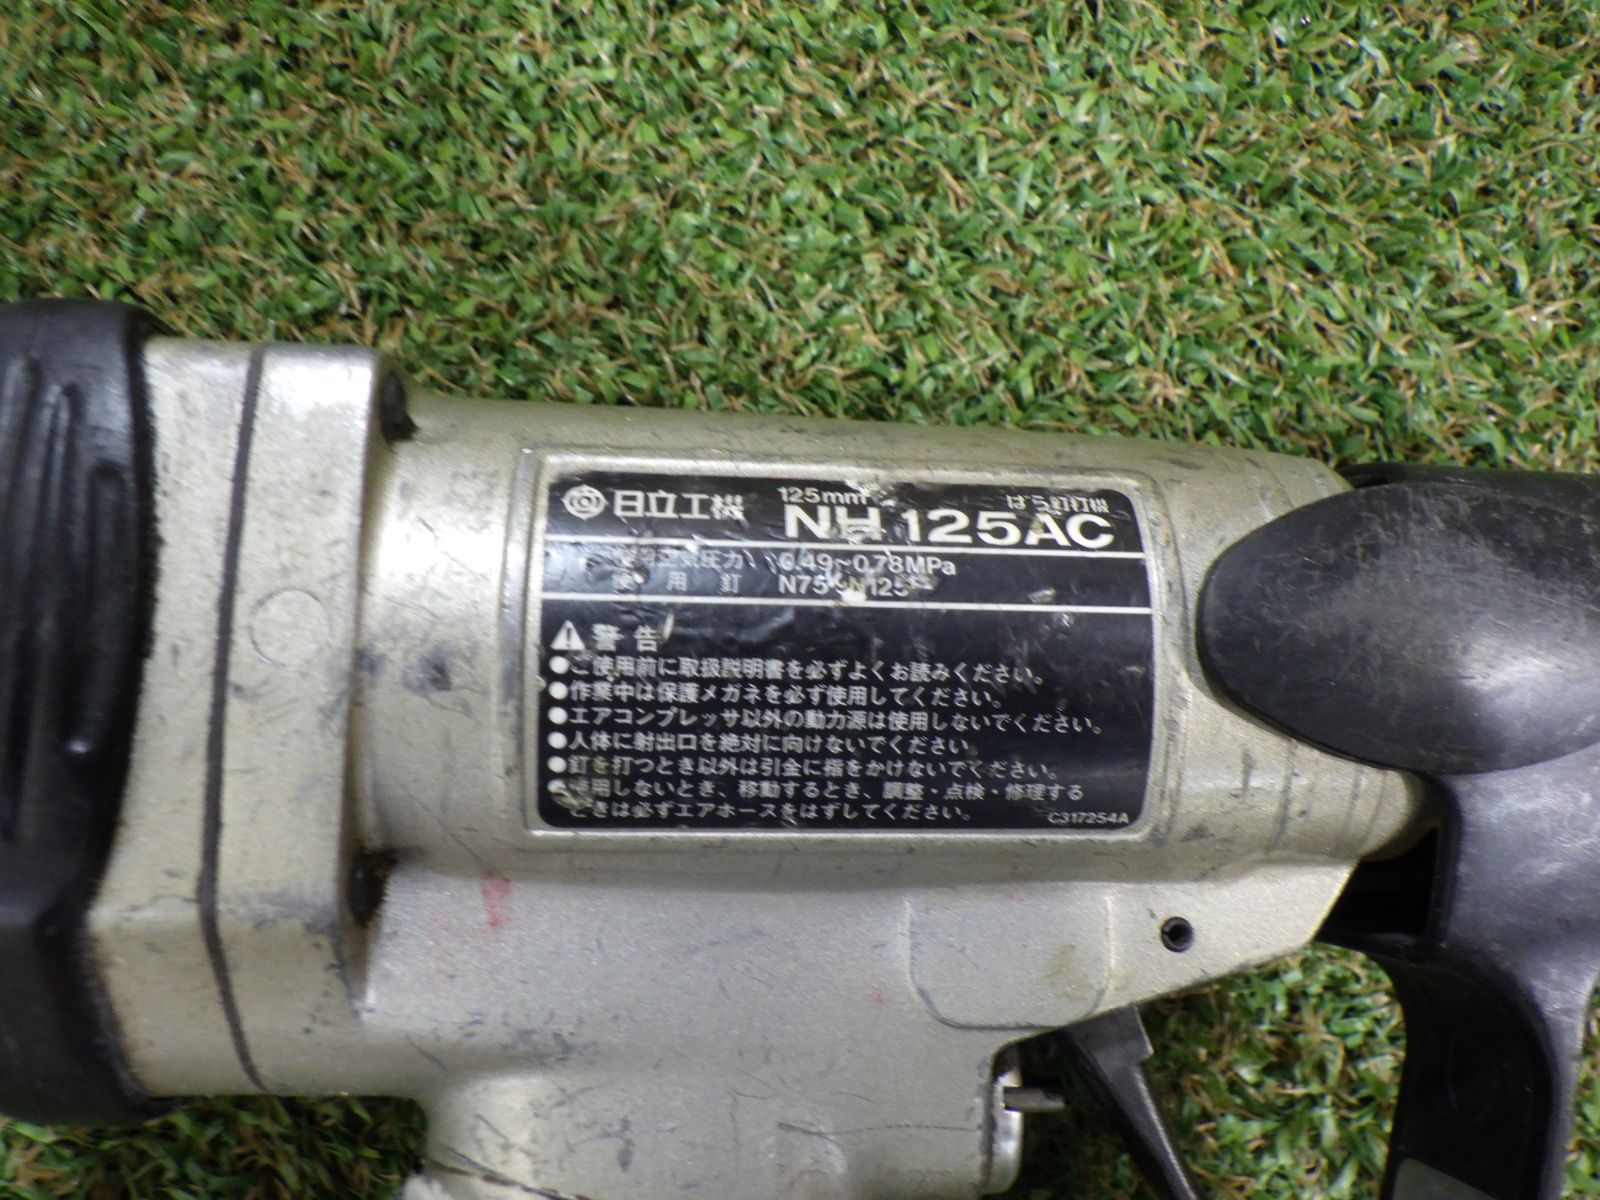 日立工機
125mm ばら釘打機
NH 125AC
使用空気圧力 0.49~0.78MPa
使用釘 N75~N125
警告
●ご使用前に取扱説明書を必ずよくお読みください。
●作業中は保護メガネを必ず使用してください。
●エアコンプレッサ以外の動力源は使用しないでください。
●人体に射出口を絶対に向けないでください。
●釘を打つとき以外は引金に指をかけないでください。
●使用しないとき、移動するとき、調整・点検・修理する
ときは必ずエアホースをはずしてください。
C317254A